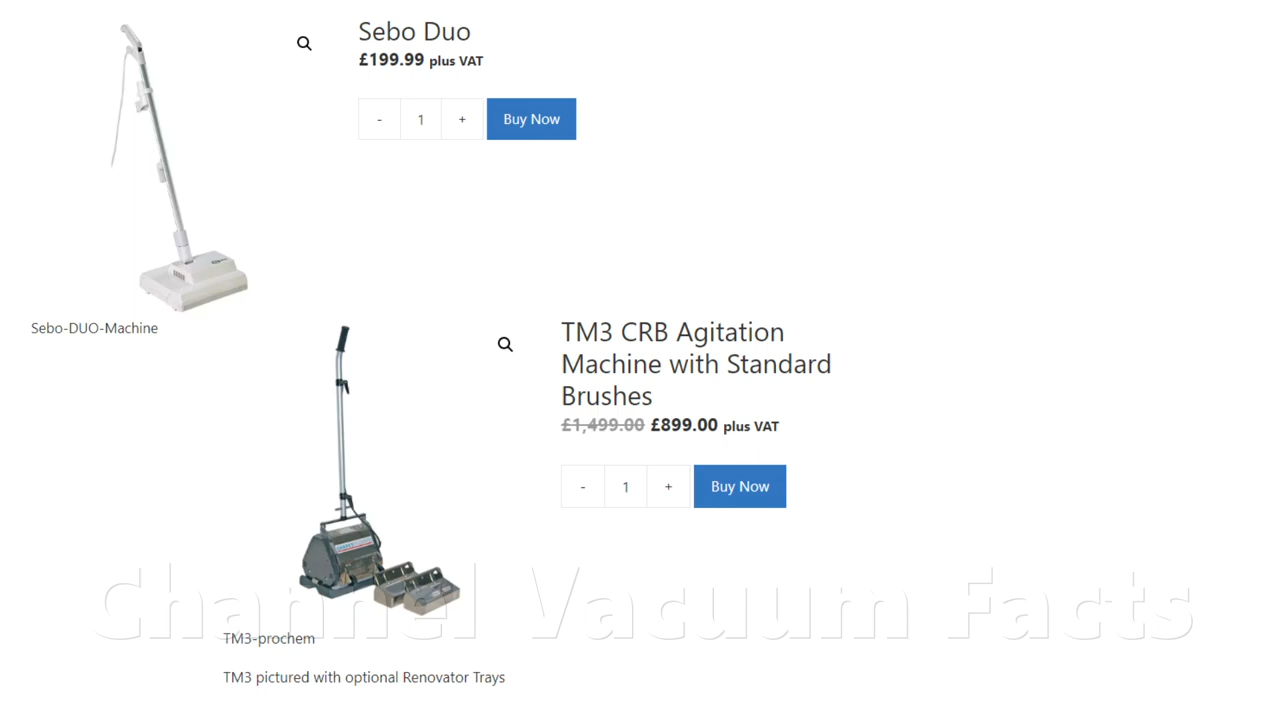 Sebo Duo
£199.99 plus VAT
- 1 + Buy Now
Sebo-DUO-Machine
TM3 CRB Agitation
Machine with Standard
Brushes
£1,499.00 £899.00 plus VAT
- 1 + Buy Now
Channel Vacuum Facts
TM3-prochem
TM3 pictured with optional Renovator Trays